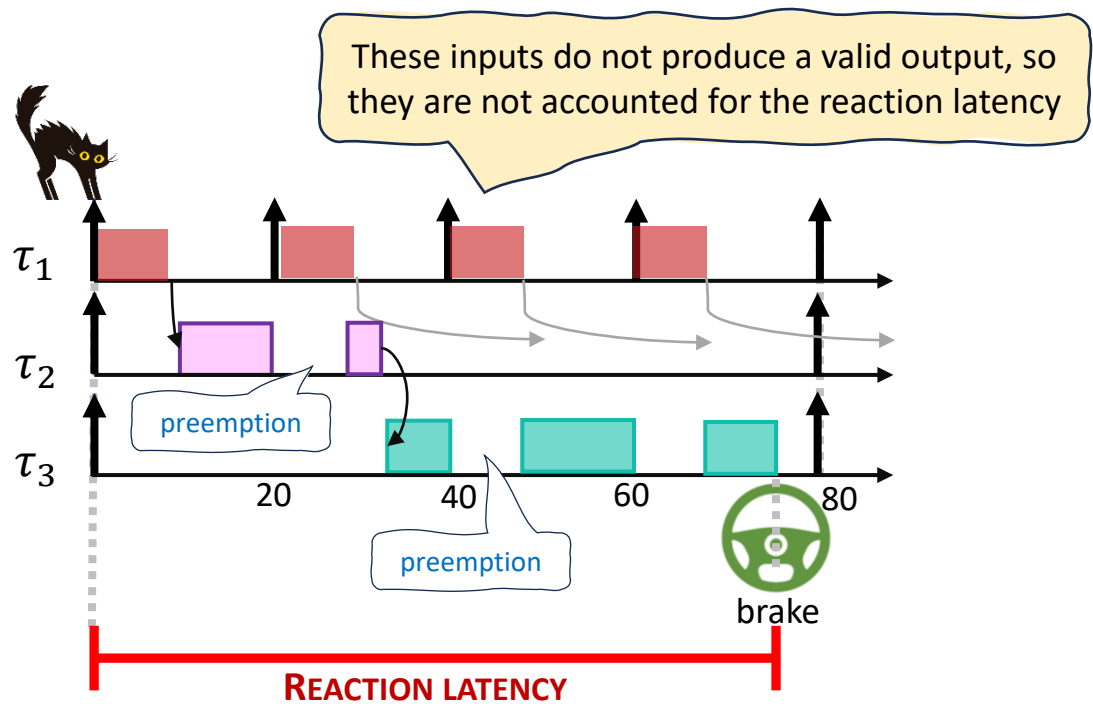 These inputs do not produce a valid output, so
they are not accounted for the reaction latency
τ1
τ2
preemption
τ3
20
40
60
80
preemption
brake
REACTION LATENCY